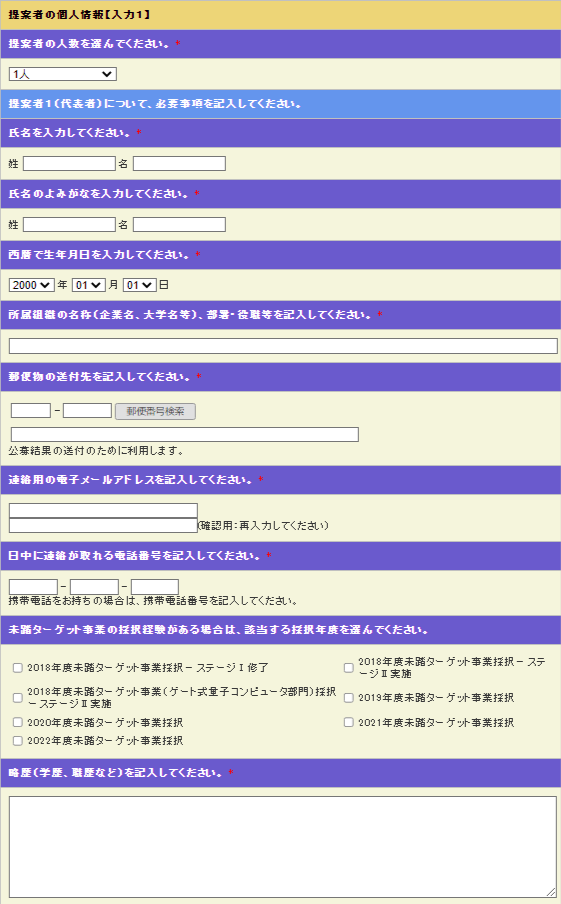 提案者の個人情報【入力１】
提案者の人数を選んでください。*
1人
提案者１（代表者）について、必要事項を記入してください。
氏名を入力してください。*
姓 名
氏名のよみがなを入力してください。*
姓 名
西暦で生年月日を入力してください。*
2000 年 01 月 01 日
所属組織の名称（企業名、大学名等）、部署・役職等を記入してください。*
郵便物の送付先を記入してください。*
- 郵便番号検索
公募結果の送付のために利用します。
連絡用の電子メールアドレスを記入してください。*
(確認用：再入力してください）
日中に連絡が取れる電話番号を記入してください。*
- -
携帯電話をお持ちの場合は、携帯電話番号を記入してください。
未踏ターゲット事業の採択経験がある場合は、該当する採択年度を選んでください。
2018年度未踏ターゲット事業採択－ステージⅠ修了
2018年度未踏ターゲット事業採択－ステ
ージⅡ実施
2018年度未踏ターゲット事業（ゲート式量子コンピュータ部門）採択
－ステージⅡ実施
2019年度未踏ターゲット事業採択
2020年度未踏ターゲット事業採択
2021年度未踏ターゲット事業採択
2022年度未踏ターゲット事業採択
略歴（学歴、職歴など）を記入してください。*